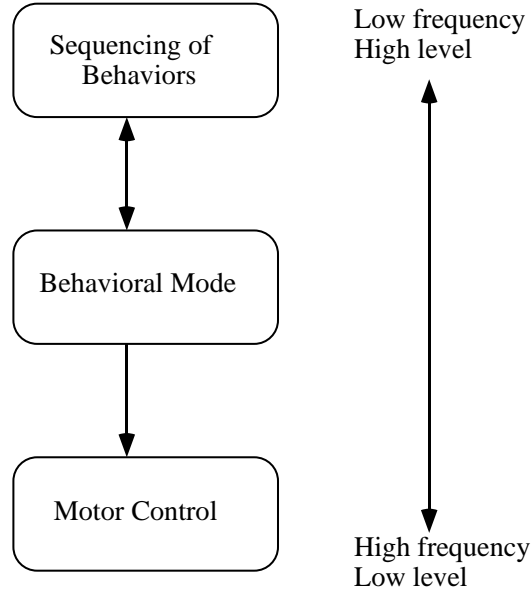 Sequencing of
Behaviors
Low frequency
High level
Behavioral Mode
Motor Control
High frequency
Low level